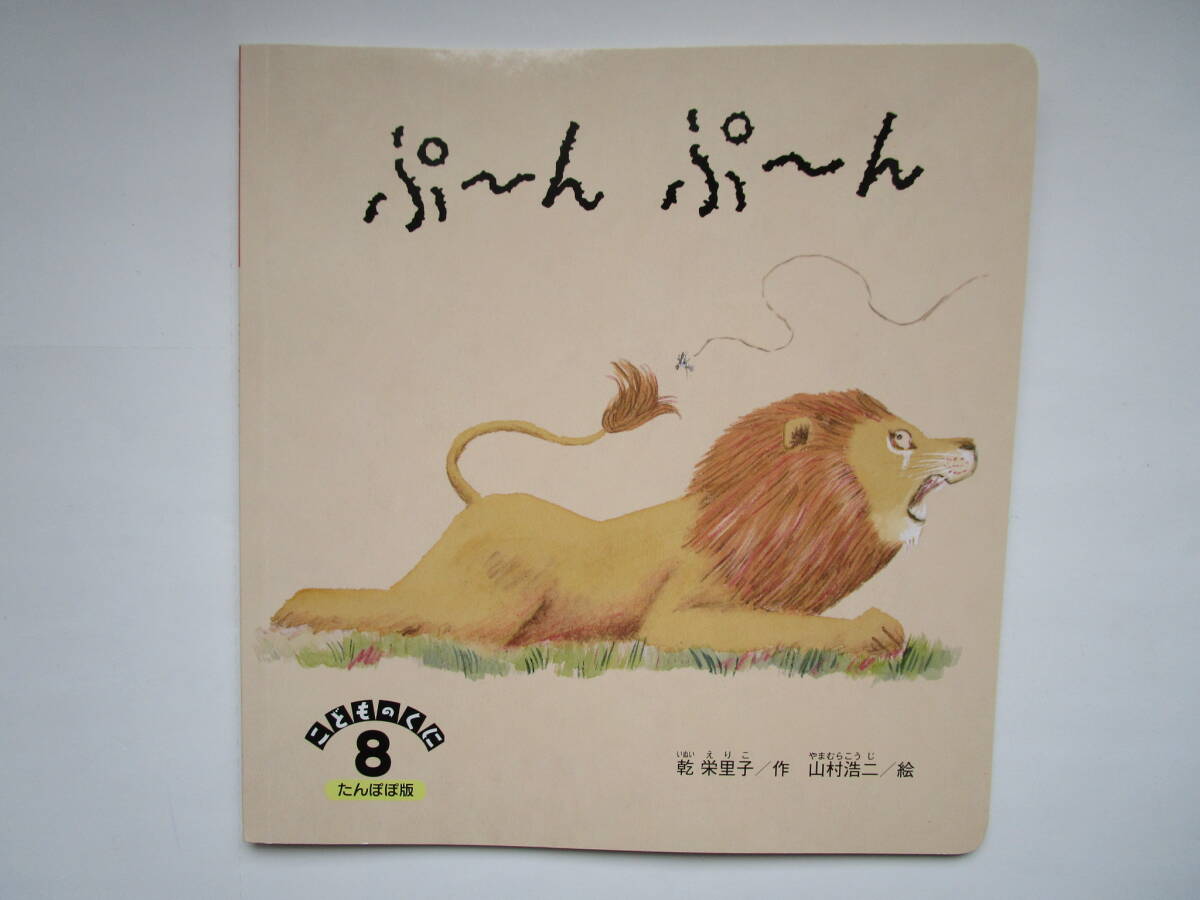 ぷ〜ん ぷ〜ん
こどものくに
8
たんぽぽ版
いぬい えりこ やまむらこうじ
乾 栄里子／作 山村浩二／絵